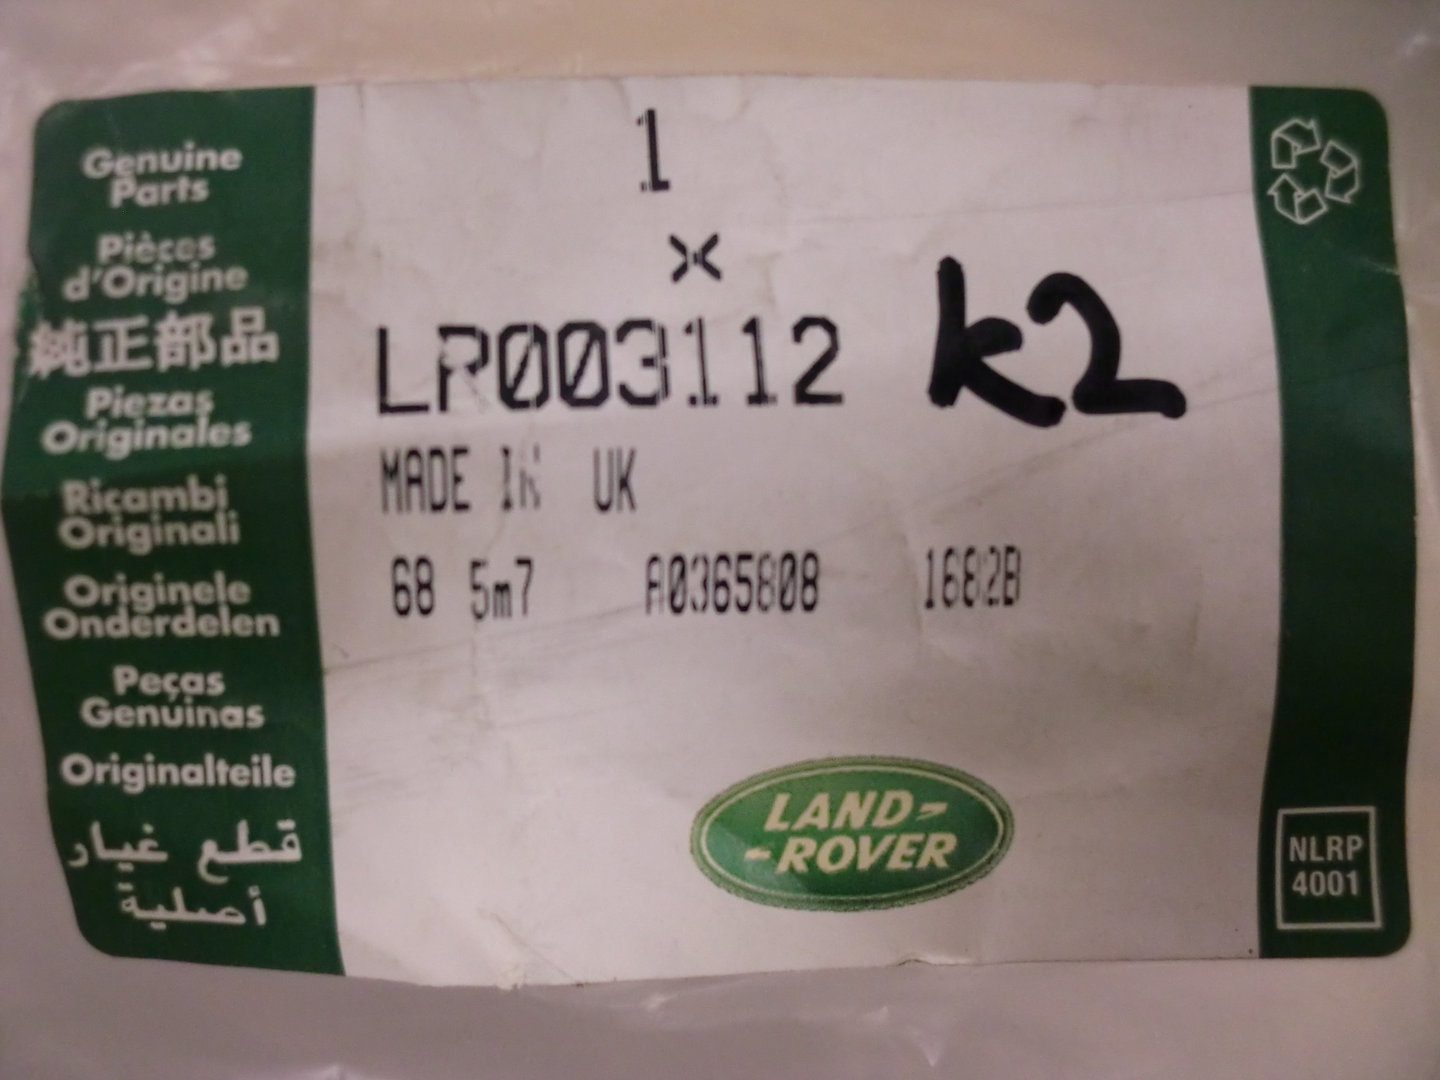 Genuine
Parts
Pièces
d'Origine
純正部品
Piezas
Originales
Ricambi
Originali
Originele
Onderdelen
Peças
Genuinas
Originalteile
قطع غيار
أصلية
1
x
LR003112 K2
MADE IN UK
68 5m7 A0365808 1682B
LAND-
-ROVER
NLRP
4001